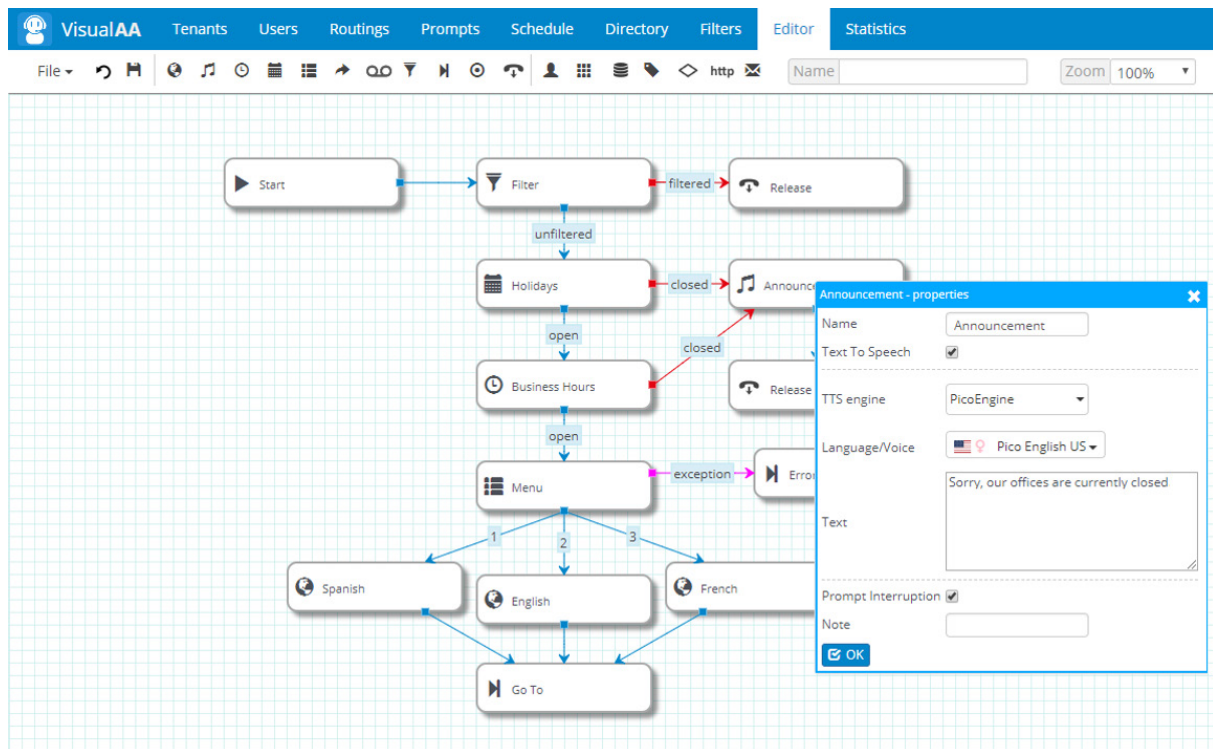 VisualAA Tenants Users Routings Prompts Schedule Directory Filters Editor Statistics
File http Name Zoom 100%
Start Filter filtered Release
unfiltered
Holidays closed Announce
open closed
Business Hours Release
open
Menu exception Erro
1 2 3
Spanish English French
Go To
Announcement - properties
Name Announcement
Text To Speech
TTS engine PicoEngine
Language/Voice Pico English US
Text Sorry, our offices are currently closed
Prompt Interruption
Note
OK